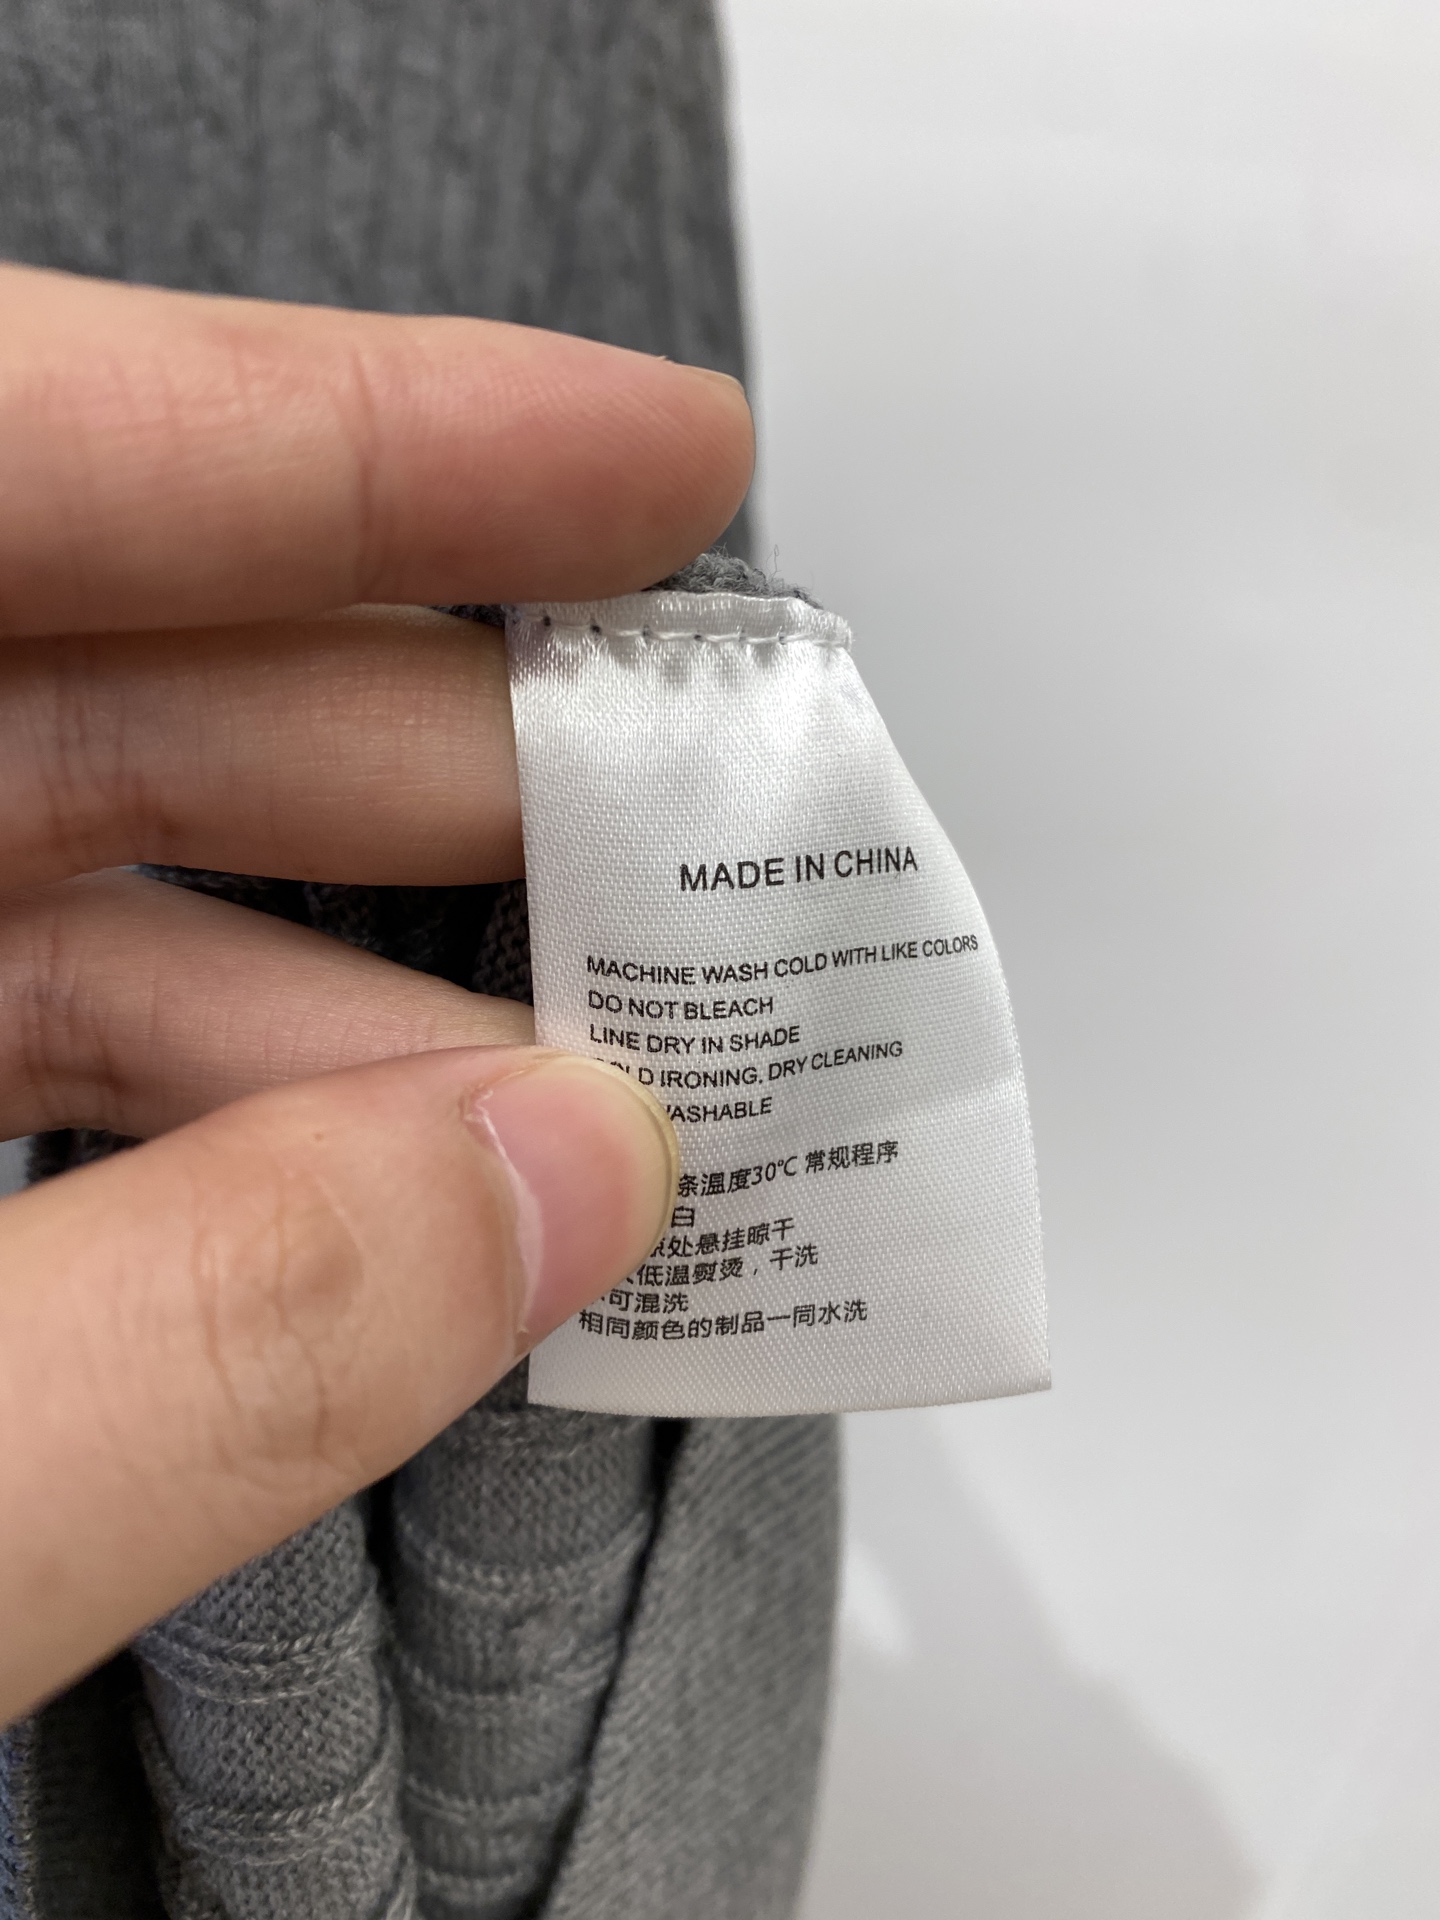 MADE IN CHINA
MACHINE WASH COLD WITH LIKE COLORS
DO NOT BLEACH
LINE DRY IN SHADE
IRONING, DRY CLEANING
条温度30℃ 常规程序
白
处悬挂晾干
低温熨烫，干洗
可混洗
相同颜色的制品一同水洗